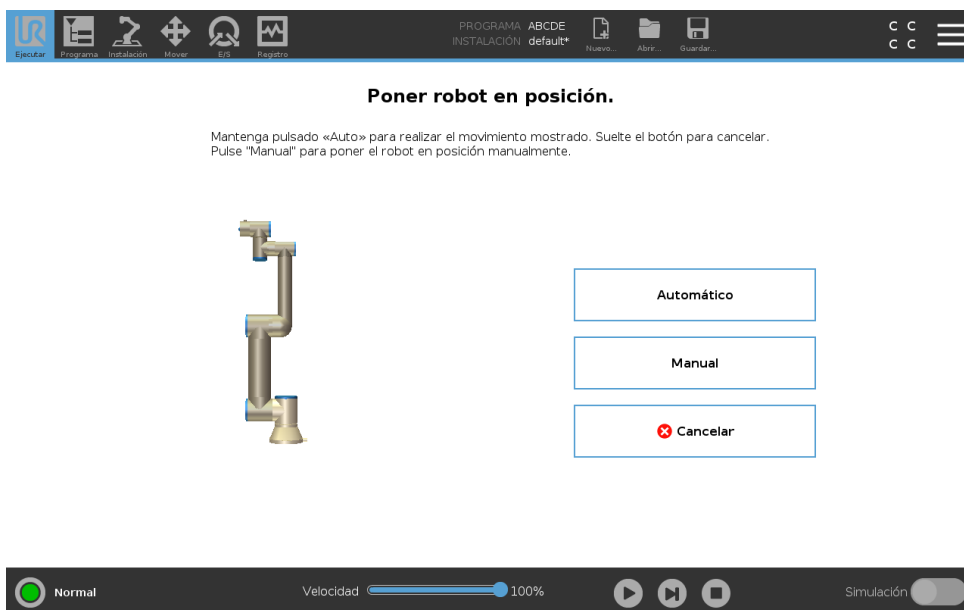 UR
Ejecutar
Programa
Instalación
Mover
E/S
Registro
PROGRAMA ABCDE
INSTALACIÓN default*
Nuevo...
Abrir...
Guardar...
C C
C C
Poner robot en posición.
Mantenga pulsado «Auto» para realizar el movimiento mostrado. Suelte el botón para cancelar.
Pulse "Manual" para poner el robot en posición manualmente.
Automático
Manual
Cancelar
Normal
Velocidad 100%
Simulación